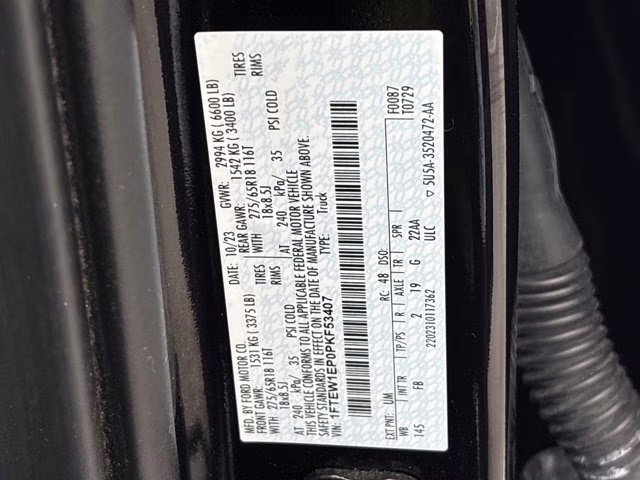 MFD. BY FORD MOTOR CO.
DATE: 10/23 GVWR: 2994 KG ( 6600 LB)
FRONT GAWR: 1531 KG ( 3375 LB)
REAR GAWR: 1542 KG ( 3400 LB)
WITH 275/65R18 116T TIRES
WITH 275/65R18 116T TIRES
18x8.5J RIMS
18x8.5J RIMS
AT 240 kPa/ 35 PSI COLD
AT 240 kPa/ 35 PSI COLD
THIS VEHICLE CONFORMS TO ALL APPLICABLE FEDERAL MOTOR VEHICLE
SAFETY STANDARDS IN EFFECT ON THE DATE OF MANUFACTURE SHOWN ABOVE.
VIN: 1FTEW1EP0PKF53407 TYPE: Truck
F0087
T0729
EXT PNT: UM RC: 48 DSO:
WB INT TR TP/PS R AXLE TR SPR
145 FB 2 19 G 22AA
ULC
2202310117362 5U5A-3520472-AA